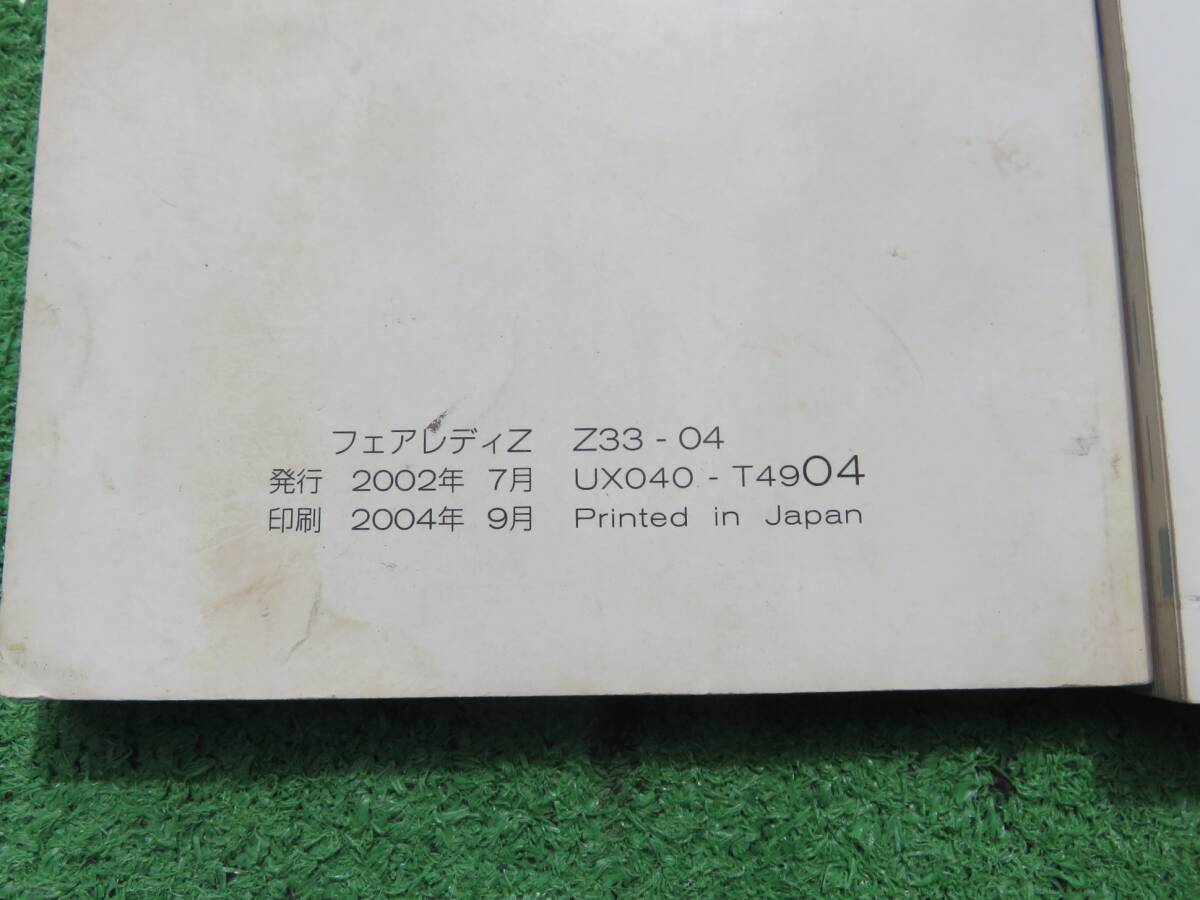 フェアレディZ Z33 - 04
発行 2002年 7月 UX040 - T4904
印刷 2004年 9月 Printed in Japan